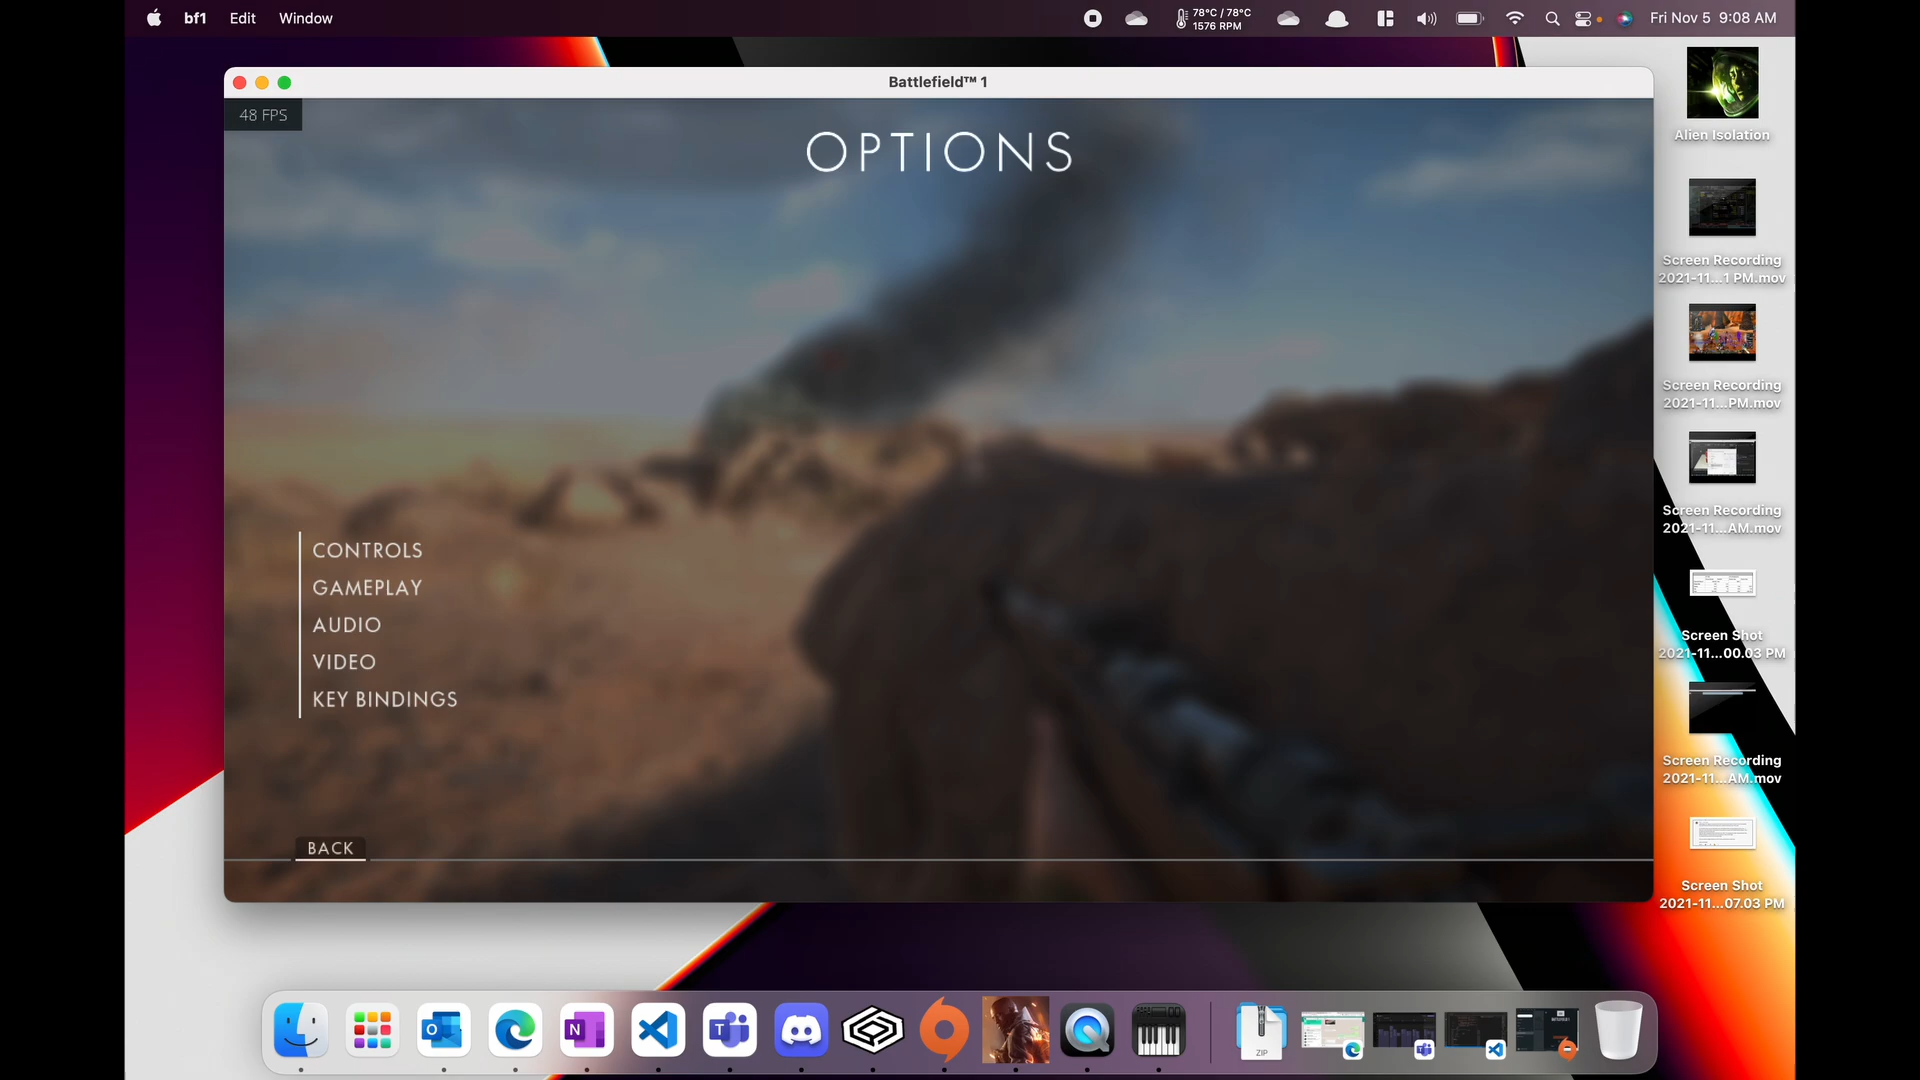 bf1 Edit Window
78°C / 78°C
1576 RPM
Fri Nov 5 9:08 AM
Battlefield™ 1
48 FPS
OPTIONS
CONTROLS
GAMEPLAY
AUDIO
VIDEO
KEY BINDINGS
BACK
Alien Isolation
Screen Recording
2021-11...1 PM.mov
Screen Recording
2021-11...PM.mov
Screen Recording
2021-11...AM.mov
Screen Shot
2021-11...00.03 PM
Screen Recording
2021-11...AM.mov
Screen Shot
2021-11...07.03 PM
ZIP